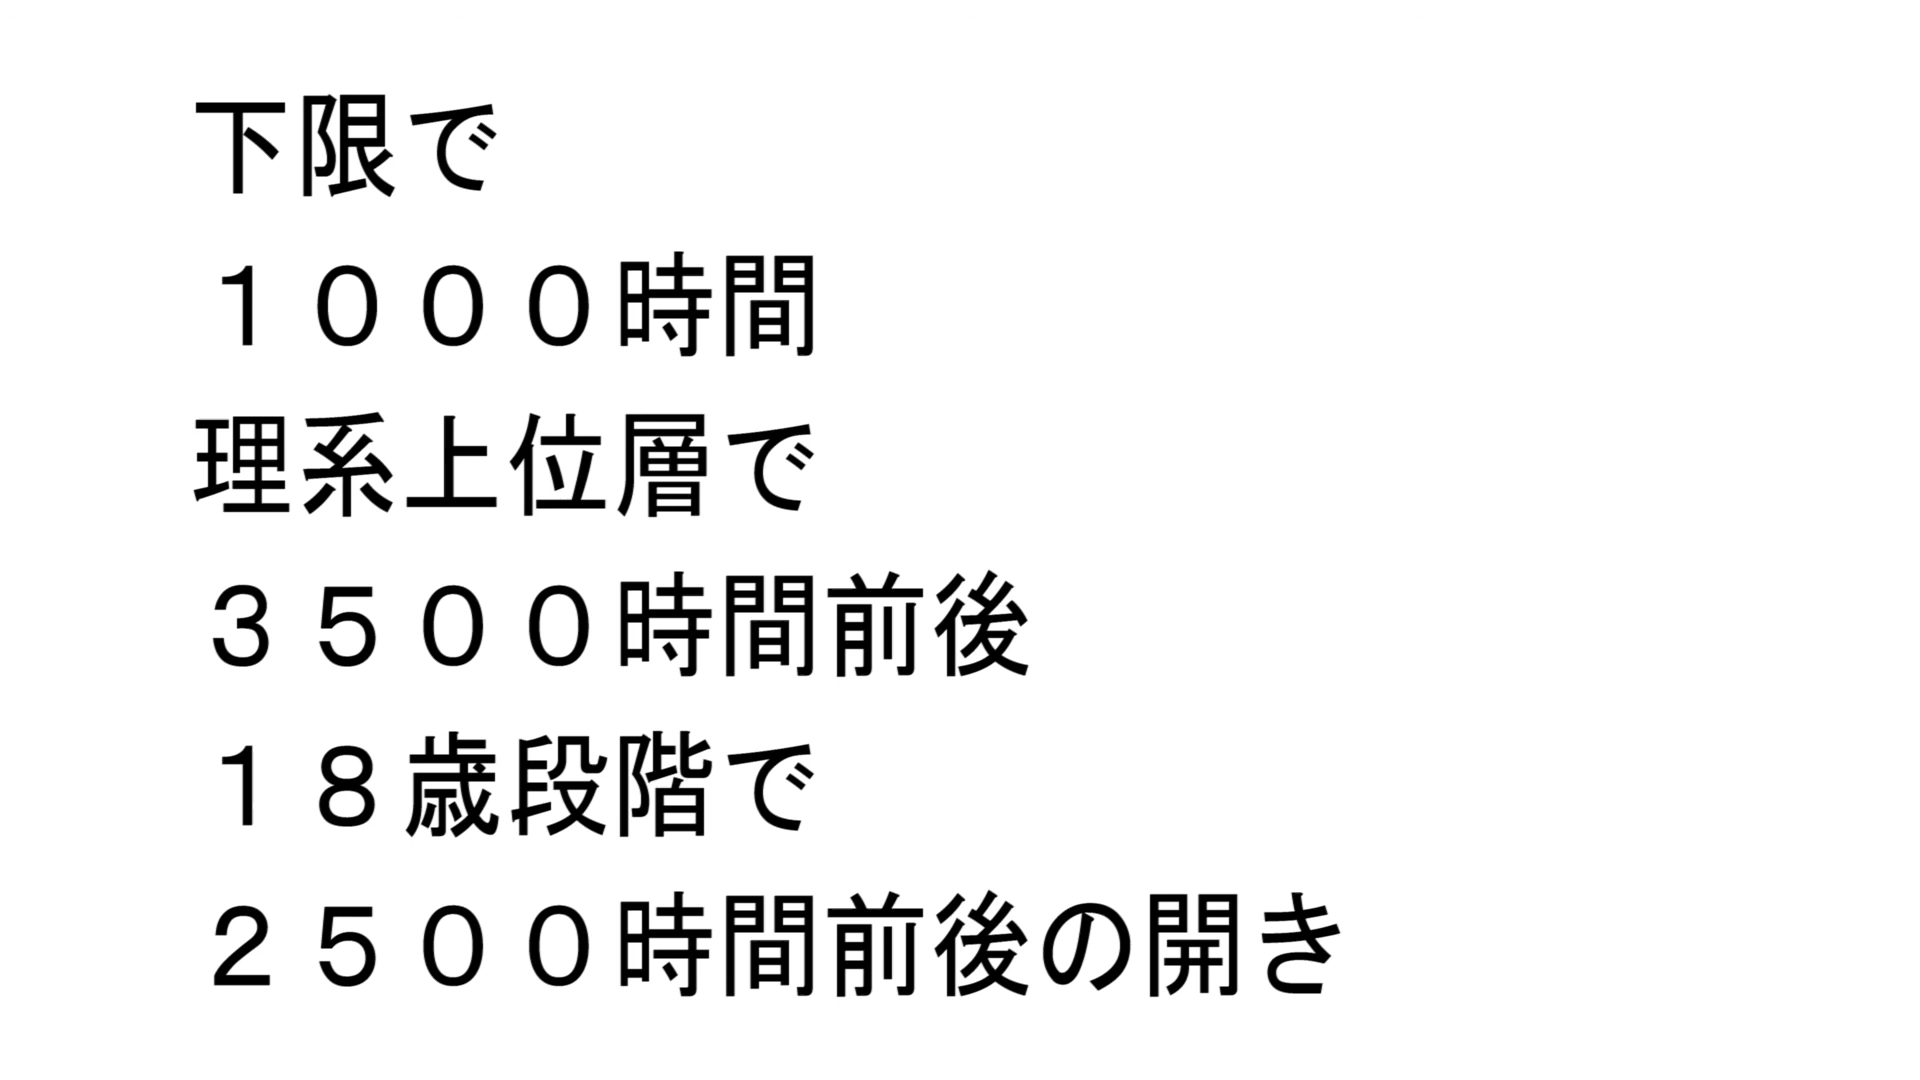 下限で
１０００時間
理系上位層で
３５００時間前後
１８歳段階で
２５００時間前後の開き